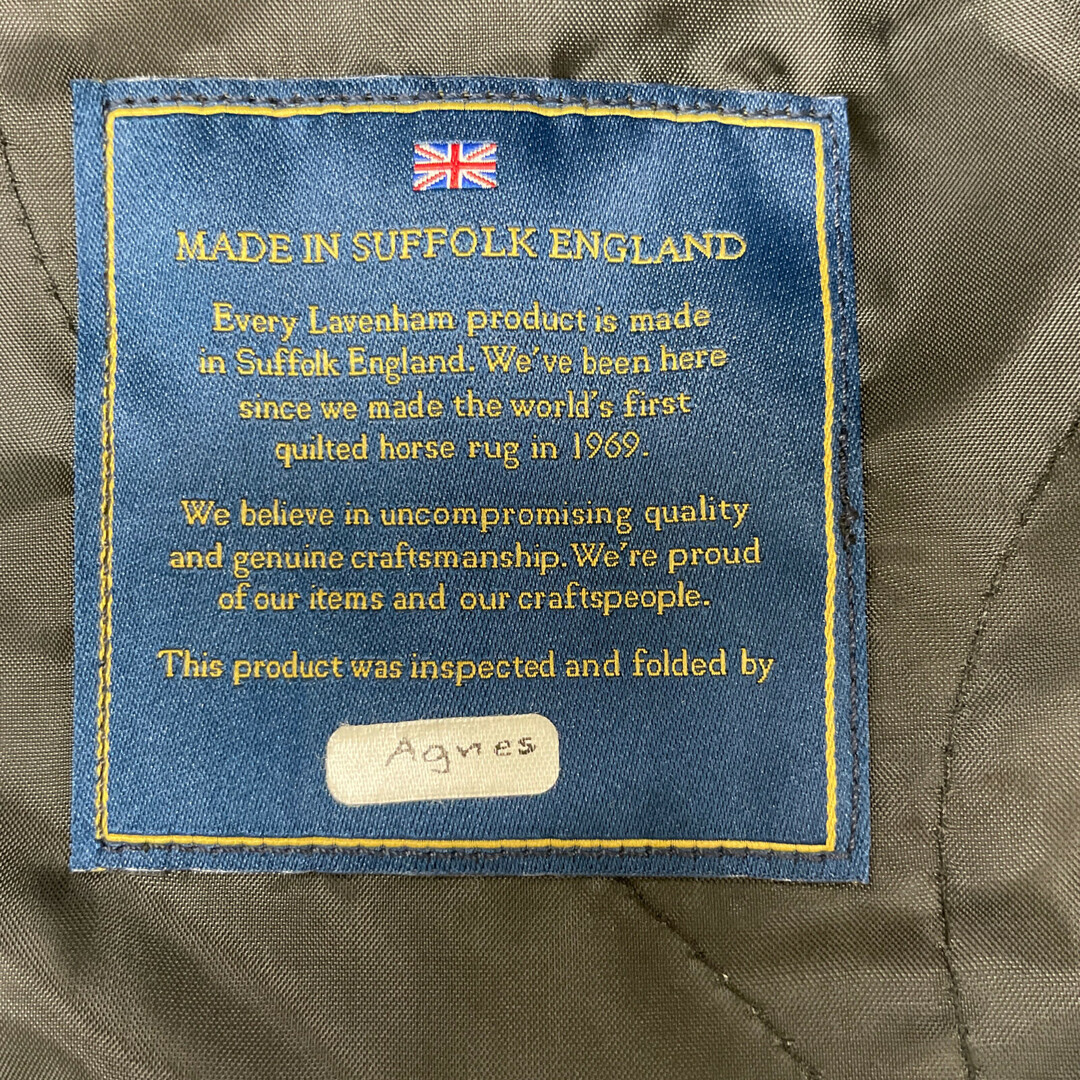 MADE IN SUFFOLK ENGLAND
Every Lavenham product is made
in Suffolk England. We've been here
since we made the world's first
quilted horse rug in 1969.
We believe in uncompromising quality
and genuine craftsmanship. We're proud
of our items and our craftspeople.
This product was inspected and folded by
Agnes